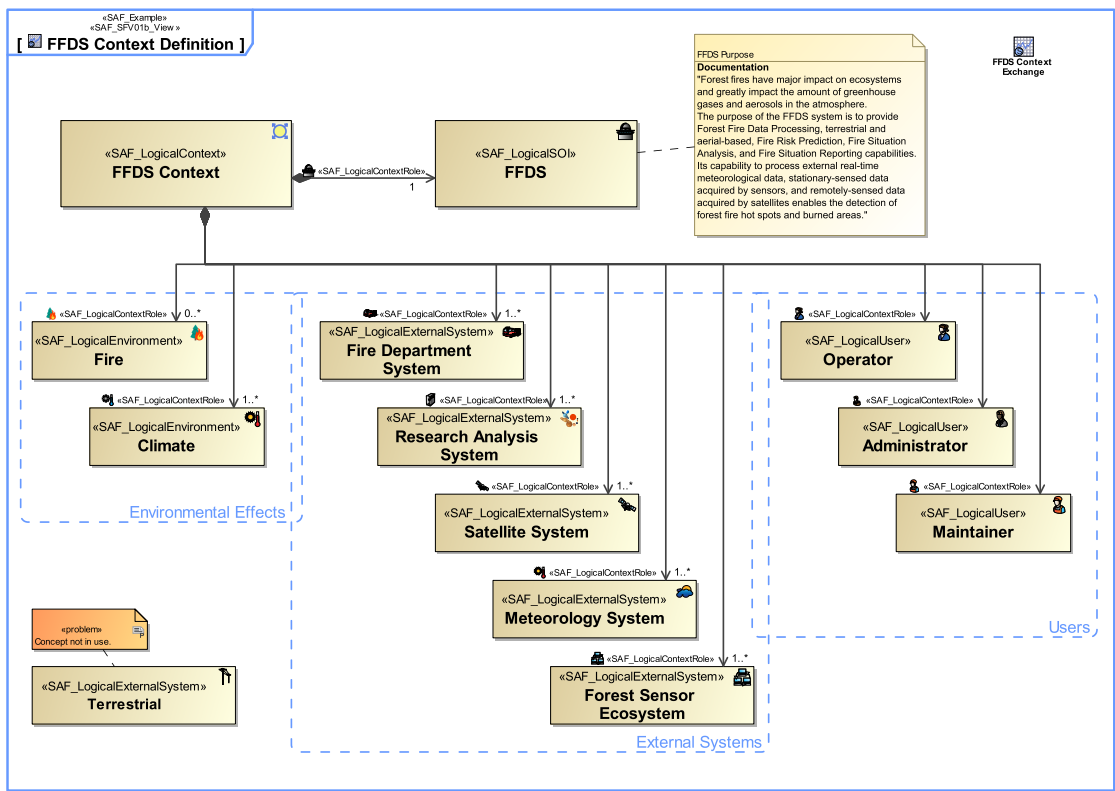 «SAF_Example»
«SAF_SFV01b_View »
[ FFDS Context Definition ]
FFDS Purpose
Documentation
"Forest fires have major impact on ecosystems
and greatly impact the amount of greenhouse
gases and aerosols in the atmosphere.
The purpose of the FFDS system is to provide
Forest Fire Data Processing, terrestrial and
aerial-based, Fire Risk Prediction, Fire Situation
Analysis, and Fire Situation Reporting capabilities.
Its capability to process external real-time
meteorological data, stationary-sensed data
acquired by sensors, and remotely-sensed data
acquired by satellites enables the detection of
forest fire hot spots and burned areas."
FFDS Context
Exchange
«SAF_LogicalContext»
FFDS Context
«SAF_LogicalContextRole»
1
«SAF_LogicalSOI»
FFDS
«SAF_LogicalContextRole» 0..*
«SAF_LogicalEnvironment»
Fire
«SAF_LogicalContextRole» 1..*
«SAF_LogicalEnvironment»
Climate
Environmental Effects
«SAF_LogicalContextRole» 1..*
«SAF_LogicalExternalSystem»
Fire Department
System
«SAF_LogicalContextRole» 1..*
«SAF_LogicalExternalSystem»
Research Analysis
System
«SAF_LogicalContextRole» 1..*
«SAF_LogicalExternalSystem»
Satellite System
«SAF_LogicalContextRole» 1..*
«SAF_LogicalExternalSystem»
Meteorology System
«SAF_LogicalContextRole» 1..*
«SAF_LogicalExternalSystem»
Forest Sensor
Ecosystem
External Systems
«SAF_LogicalContextRole»
«SAF_LogicalUser»
Operator
«SAF_LogicalContextRole»
«SAF_LogicalUser»
Administrator
«SAF_LogicalContextRole»
«SAF_LogicalUser»
Maintainer
Users
«problem»
Concept not in use.
«SAF_LogicalExternalSystem»
Terrestrial